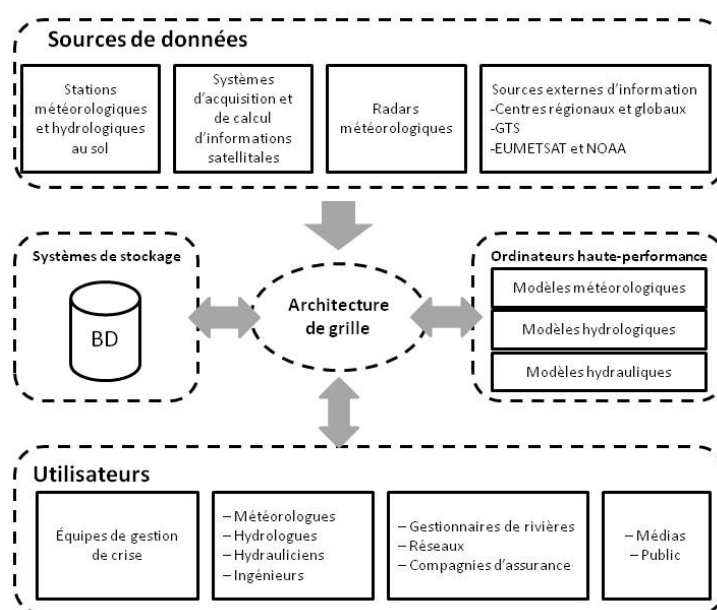 Sources de données
Stations
météorologiques
et hydrologiques
au sol
Systèmes
d'acquisition et
de calcul
d'informations
satellitales
Radars
météorologiques
Sources externes d'information
-Centres régionaux et globaux
-GTS
-EUMETSAT et NOAA
Systèmes de stockage
BD
Architecture
de grille
Ordinateurs haute-performance
Modèles météorologiques
Modèles hydrologiques
Modèles hydrauliques
Utilisateurs
Équipes de gestion
de crise
– Météorologues
– Hydrologues
– Hydrauliciens
– Ingénieurs
– Gestionnaires de rivières
– Réseaux
– Compagnies d'assurance
– Médias
– Public